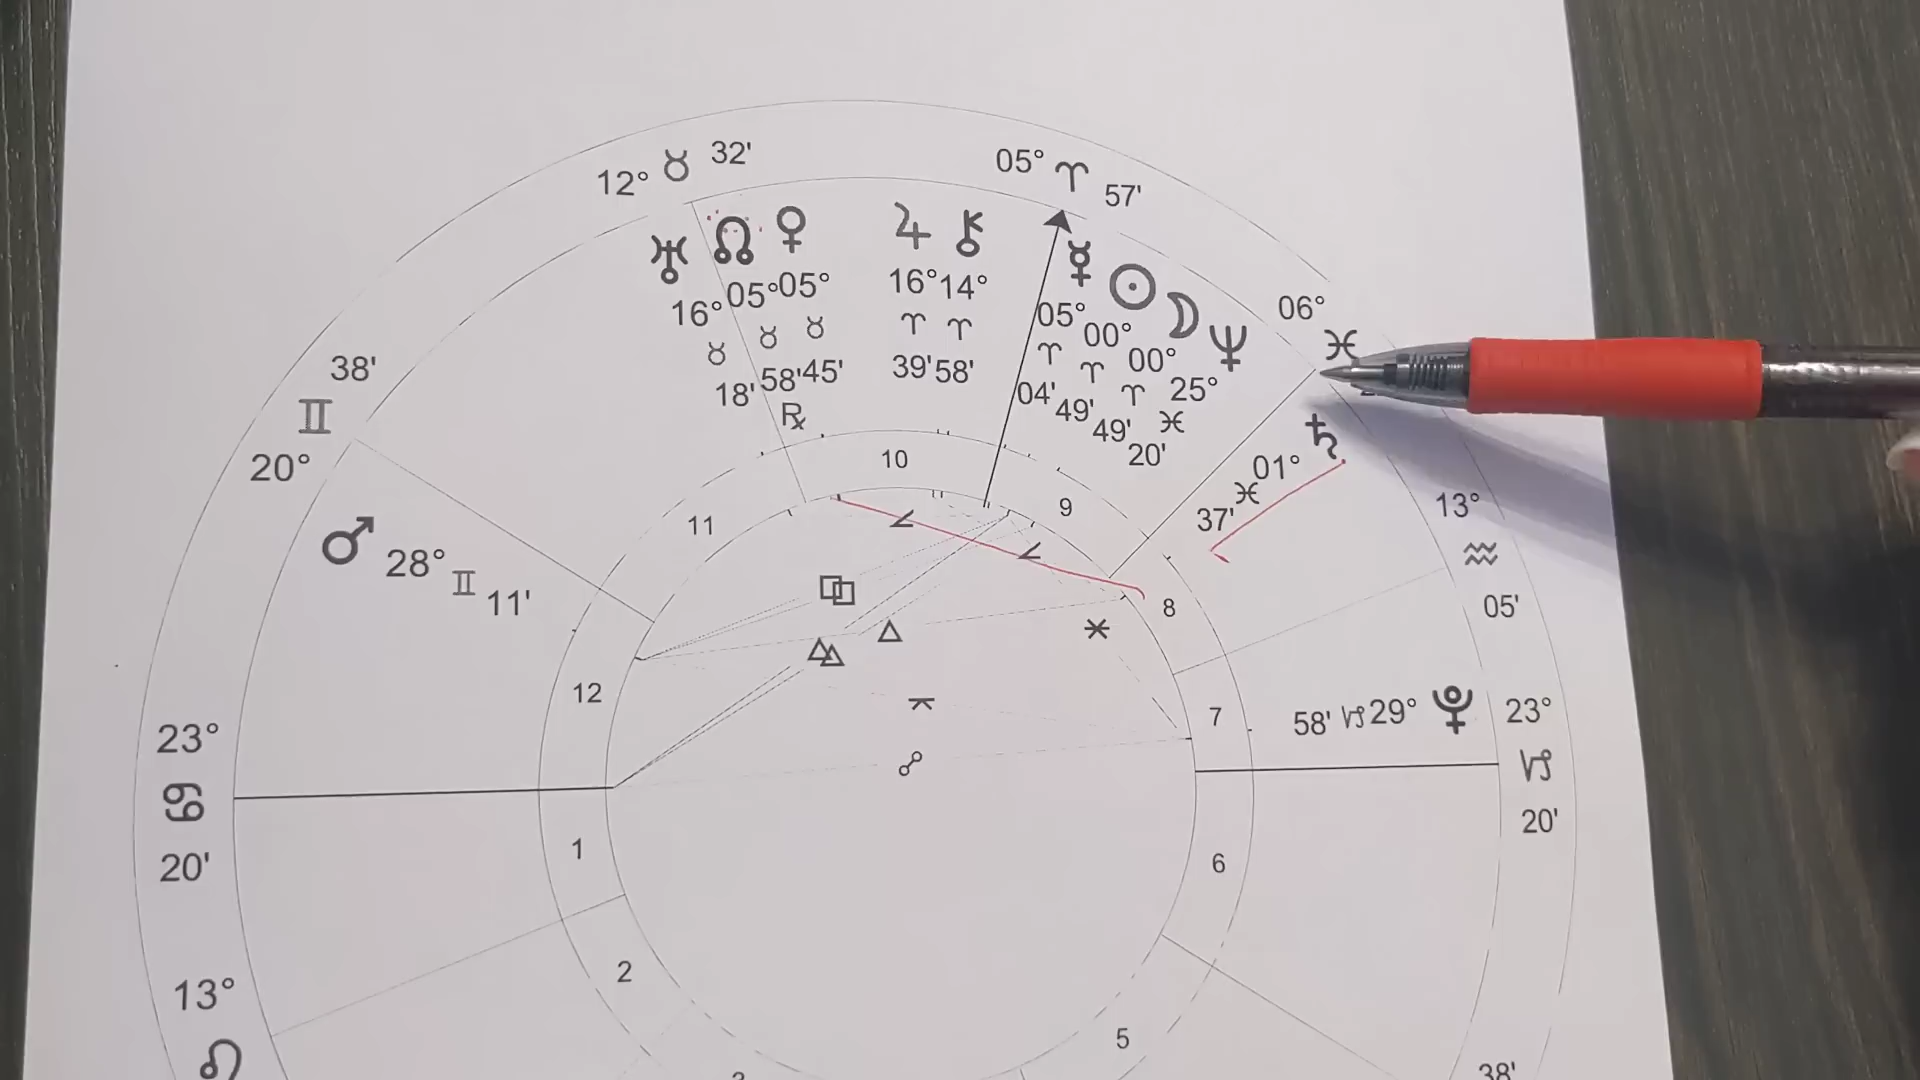 12° ♉ 32'
05° ♈ 57'
06° ♓
38'
♊
20°
♅ 16° ♉ 18'
☊ 05° ♉ 58' ℞
♀ 05° ♉ 45'
♃ 16° ♈ 39'
⚷ 14° ♈ 58'
☿ 05° ♈ 04'
☉ 00° ♈ 49'
☽ 00° ♈ 49'
♆ 25° ♓ 20'
♄ 01° ♓ 37'
13°
♒
05'
♂ 28° ♊ 11'
58' ♑ 29° ♇
23°
♑
20'
23°
♋
20'
13°
♌
38'
10
9
11
8
12
7
1
6
2
5